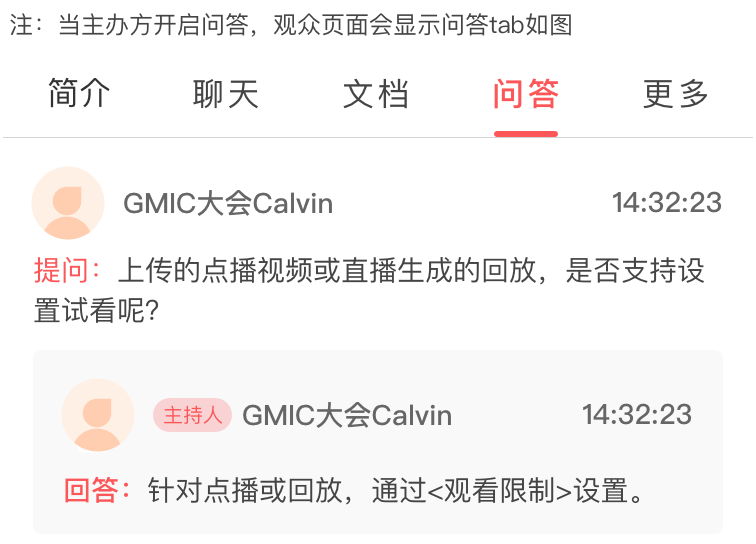 注：当主办方开启问答，观众页面会显示问答tab如图
简介 聊天 文档 问答 更多
GMIC大会Calvin 14:32:23
提问：上传的点播视频或直播生成的回放，是否支持设
置试看呢？
主持人 GMIC大会Calvin 14:32:23
回答：针对点播或回放，通过<观看限制>设置。